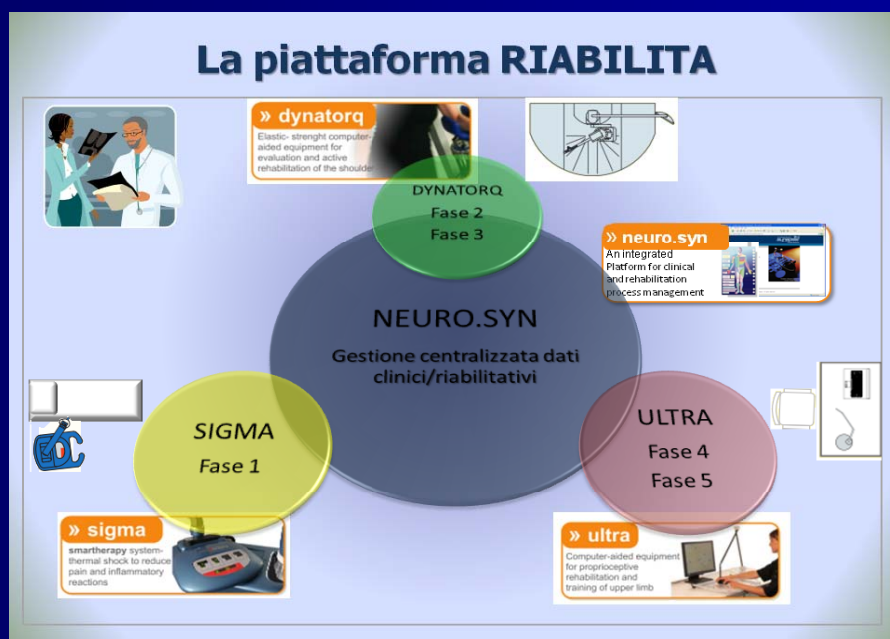 La piattaforma RIABILITA
» dynatorq
Elastic- strenght computer-
aided equipment for
evaluation and active
rehabilitation of the shoulder
DYNATORQ
Fase 2
Fase 3
» neuro.syn
An integrated
Platform for clinical
and rehabilitation
process management
NEURO.SYN
Gestione centralizzata dati
clinici/riabilitativi
SIGMA
Fase 1
ULTRA
Fase 4
Fase 5
» sigma
smartherapy system-
thermal shock to reduce
pain and inflammatory
reactions
» ultra
Computer-aided equipment
for proprioceptive
rehabilitation and
training of upper limb